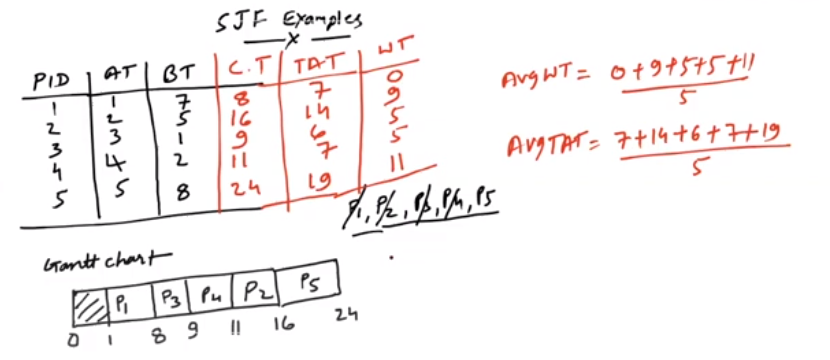 SJF Examples
x
PID AT BT C.T TAT WT
1 1 7 8 7 0
2 2 5 16 14 9
3 3 1 9 6 5
4 4 2 11 7 5
5 5 8 24 19 11
Avg WT = 0+9+5+5+11
5
Avg TAT = 7+14+6+7+19
5
P1, P2, P3, P4, P5
Gantt chart
P1 P3 P4 P2 P5
0 1 8 9 11 16 24